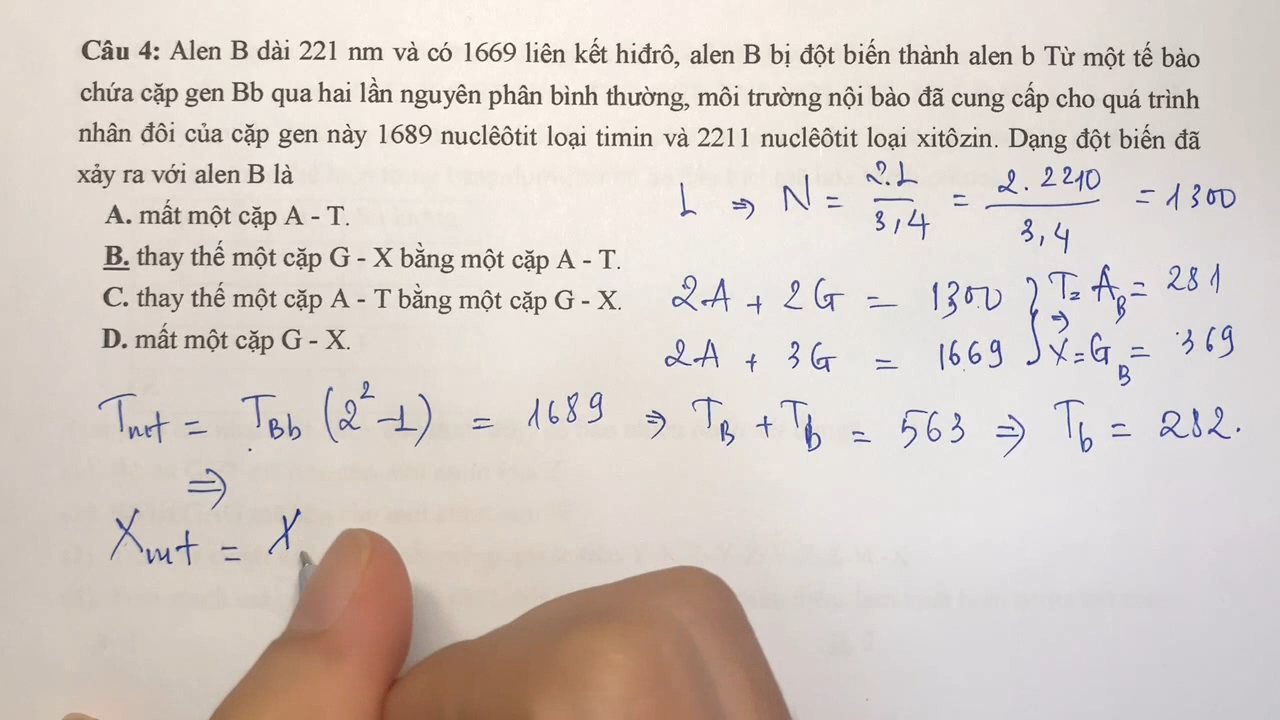 Câu 4: Alen B dài 221 nm và có 1669 liên kết hiđrô, alen B bị đột biến thành alen b Từ một tế bào
chứa cặp gen Bb qua hai lần nguyên phân bình thường, môi trường nội bào đã cung cấp cho quá trình
nhân đôi của cặp gen này 1689 nuclêôtit loại timin và 2211 nuclêôtit loại xitôzin. Dạng đột biến đã
xảy ra với alen B là
L ⇒ N = 2.L / 3,4 = 2.2210 / 3,4 = 1300
A. mất một cặp A - T.
B. thay thế một cặp G - X bằng một cặp A - T.
C. thay thế một cặp A - T bằng một cặp G - X.
D. mất một cặp G - X.
2A + 2G = 1300 } T = A_B = 281
2A + 3G = 1669 } ⇒ X = G_B = 369
T_mt = T_Bb (2² - 1) = 1689 ⇒ T_B + T_b = 563 ⇒ T_b = 282.
⇒
X_mt = X